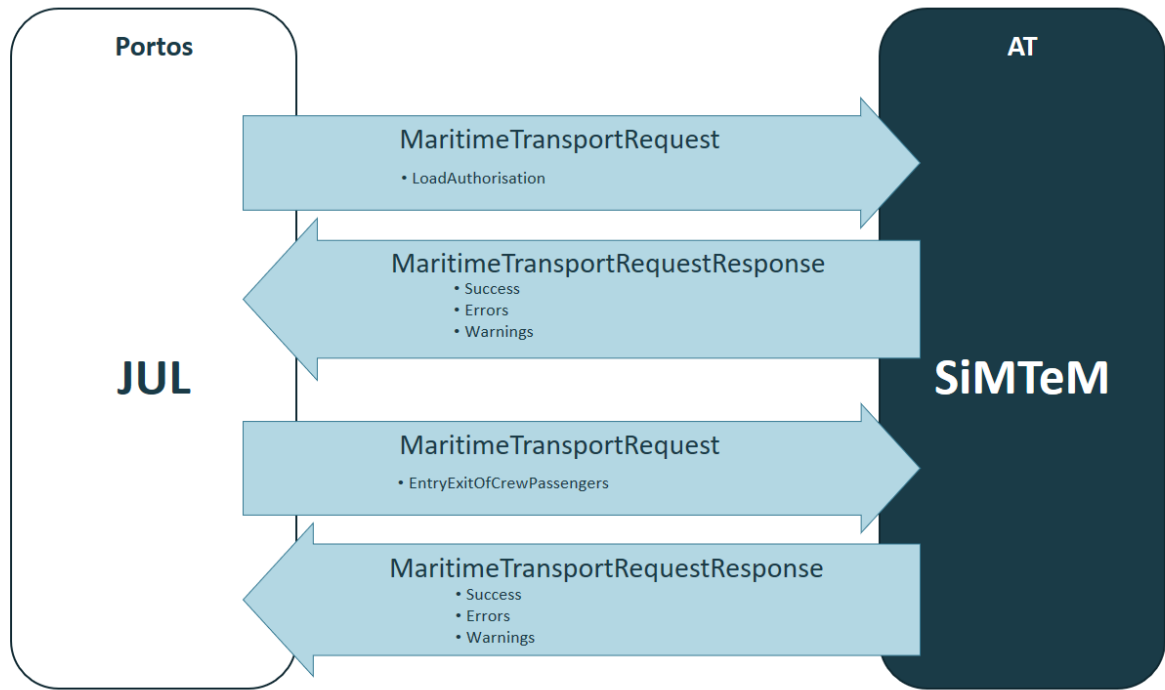 Portos
AT
MaritimeTransportRequest
• LoadAuthorisation
MaritimeTransportRequestResponse
• Success
• Errors
• Warnings
JUL
SiMTeM
MaritimeTransportRequest
• EntryExitOfCrewPassengers
MaritimeTransportRequestResponse
• Success
• Errors
• Warnings